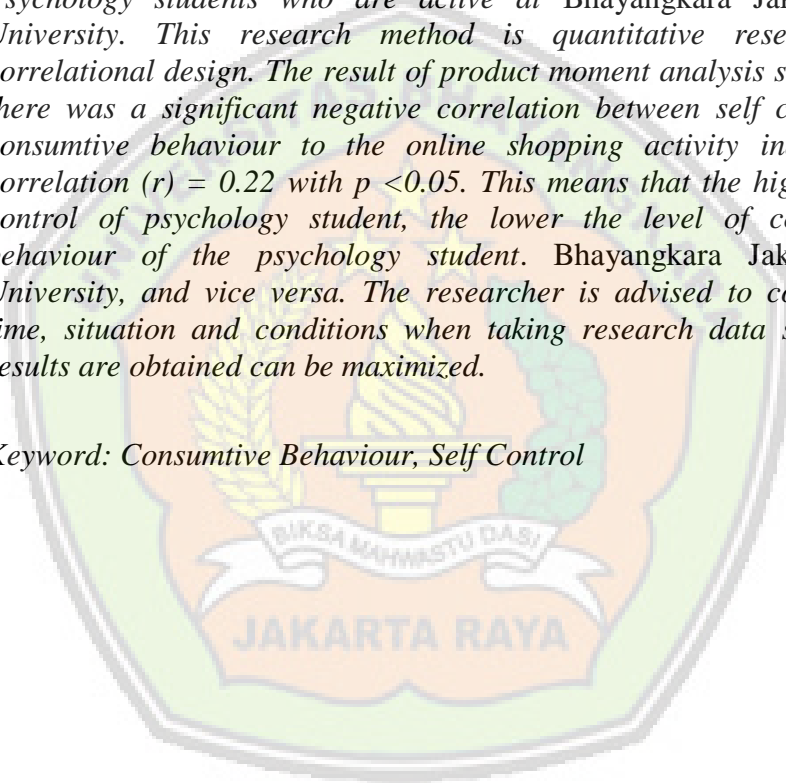 psychology students who are active at Bhayangkara Jak
University. This research method is quantitative rese
correlational design. The result of product moment analysis s
there was a significant negative correlation between self c
consumtive behaviour to the online shopping activity in
correlation (r) = 0.22 with p <0.05. This means that the hig
control of psychology student, the lower the level of c
behaviour of the psychology student. Bhayangkara Jak
University, and vice versa. The researcher is advised to co
time, situation and conditions when taking research data s
results are obtained can be maximized.
Keyword: Consumtive Behaviour, Self Control
UNIVERSITAS BHAYANGKARA
BIKSA MAHWASTU DASI
JAKARTA RAYA